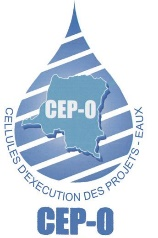 CEP-O
CELLULES D'EXECUTION DES PROJETS - EAUX
CEP-O